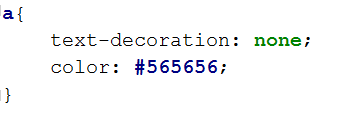 a{
text-decoration: none;
color: #565656;
}